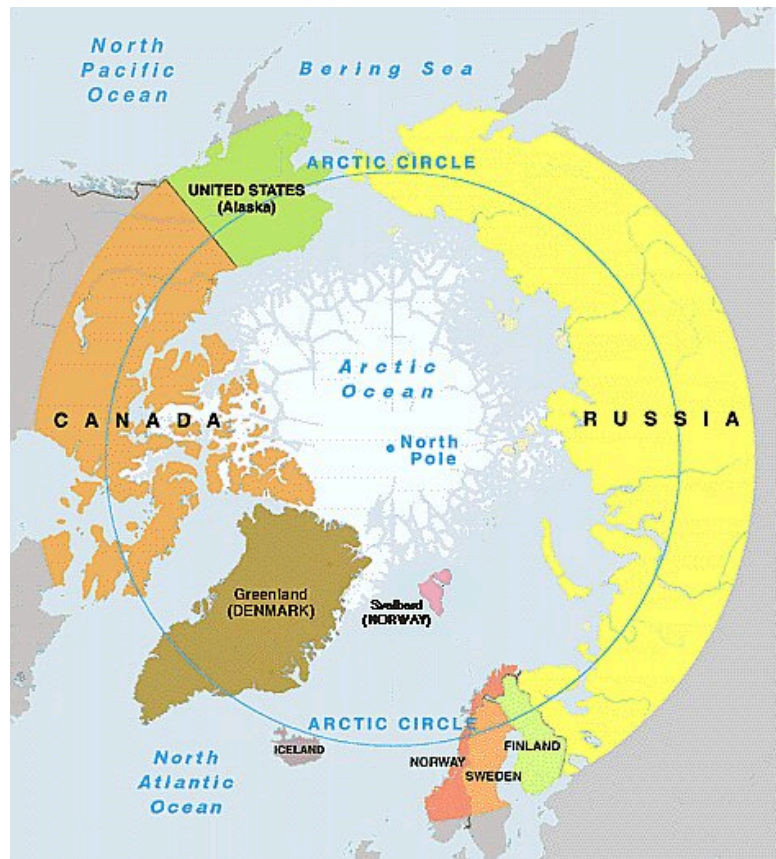 North
Pacific
Ocean
Bering Sea
ARCTIC CIRCLE
UNITED STATES
(Alaska)
Arctic
Ocean
CANADA
RUSSIA
North
Pole
Greenland
(DENMARK)
Svalbard
(NORWAY)
ARCTIC CIRCLE
ICELAND
FINLAND
NORWAY
SWEDEN
North
Atlantic
Ocean